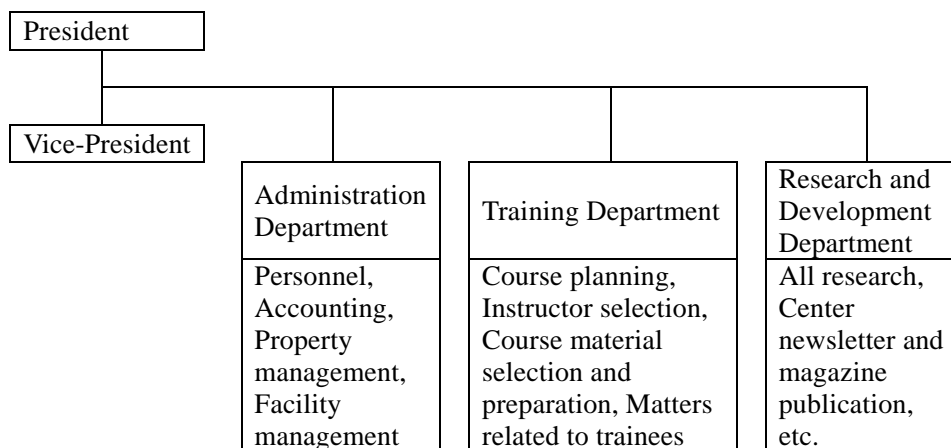 President
Vice-President
Administration
Department
Personnel,
Accounting,
Property
management,
Facility
management
Training Department
Course planning,
Instructor selection,
Course material
selection and
preparation, Matters
related to trainees
Research and
Development
Department
All research,
Center
newsletter and
magazine
publication,
etc.